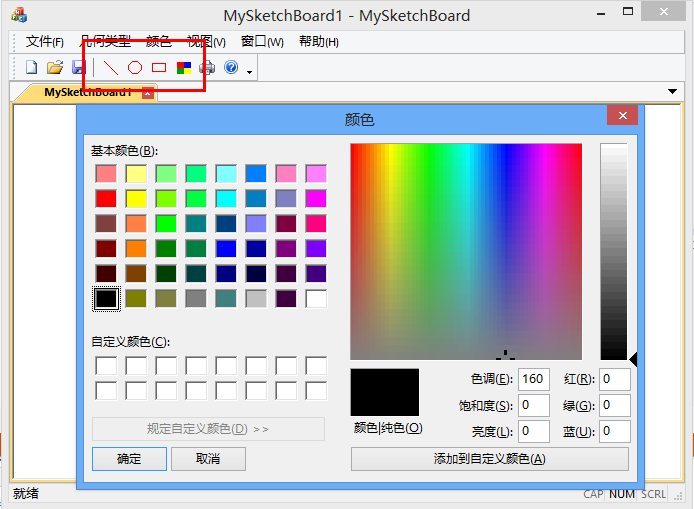 MySketchBoard1 - MySketchBoard
文件(F) 几何类型 颜色 视图(V) 窗口(W) 帮助(H)
MySketchBoard1
颜色
基本颜色(B):
自定义颜色(C):
规定自定义颜色(D) >>
确定 取消
色调(E): 160 红(R): 0
饱和度(S): 0 绿(G): 0
亮度(L): 0 蓝(U): 0
颜色|纯色(O)
添加到自定义颜色(A)
就绪
CAP NUM SCRL